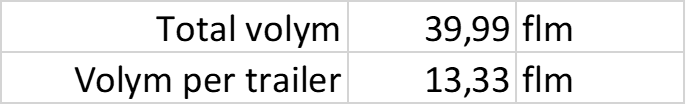 Total volym 39,99 flm
Volym per trailer 13,33 flm